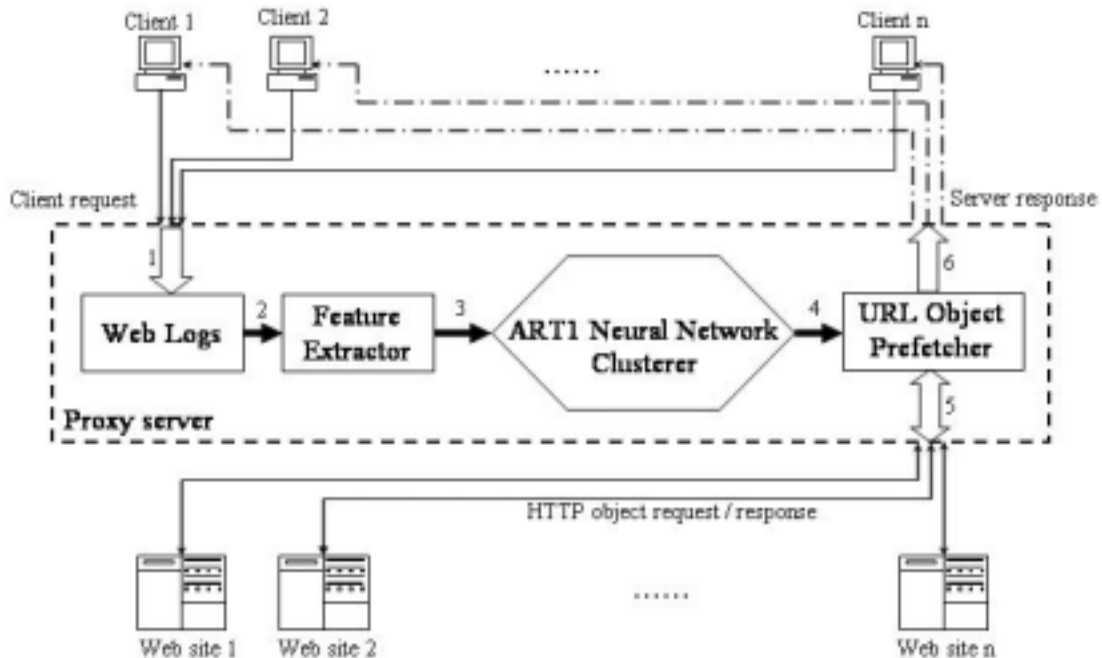 Client 1
Client 2
Client n
......
Client request
Server response
1
6
2
3
4
Web Logs
Feature
Extractor
ART1 Neural Network
Clusterer
URL Object
Prefetcher
5
Proxy server
HTTP object request / response
......
Web site 1
Web site 2
Web site n